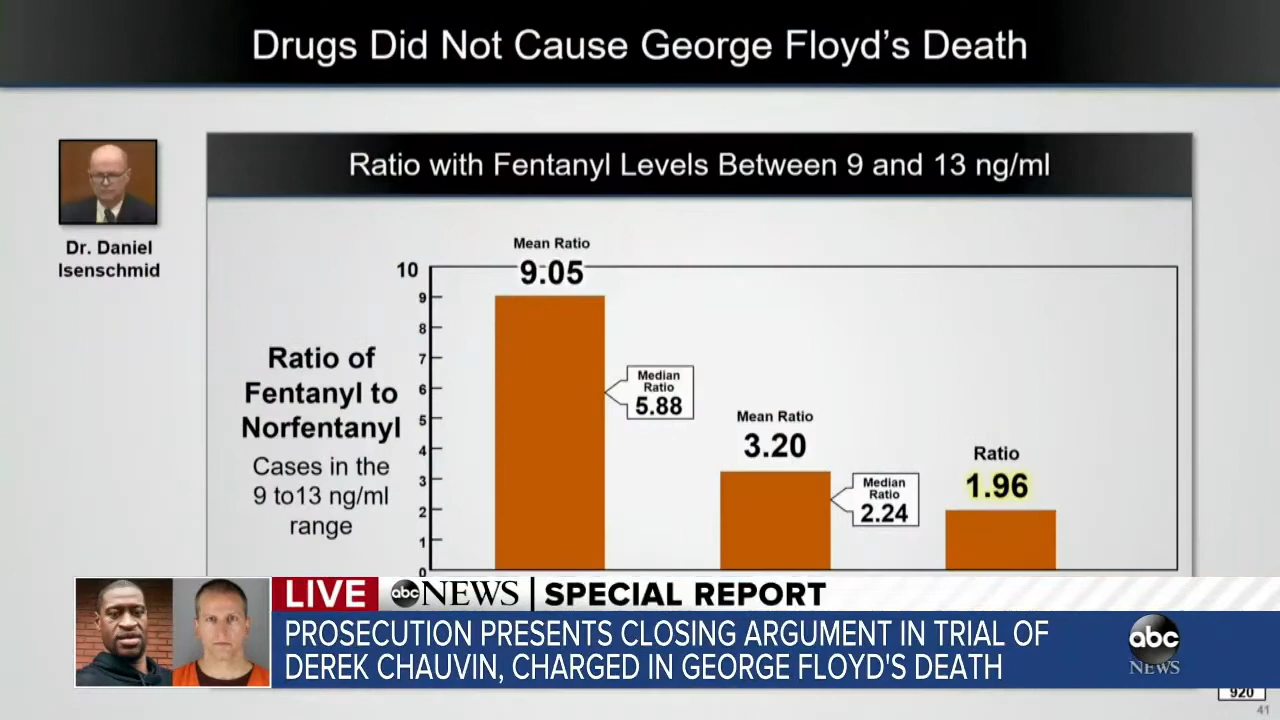 Drugs Did Not Cause George Floyd's Death
Dr. Daniel
Isenschmid
Ratio with Fentanyl Levels Between 9 and 13 ng/ml
Ratio of
Fentanyl to
Norfentanyl
Cases in the
9 to13 ng/ml
range
10
9
8
7
6
5
4
3
2
1
0
Mean Ratio
9.05
Median
Ratio
5.88
Mean Ratio
3.20
Median
Ratio
2.24
Ratio
1.96
LIVE abc NEWS | SPECIAL REPORT
PROSECUTION PRESENTS CLOSING ARGUMENT IN TRIAL OF
DEREK CHAUVIN, CHARGED IN GEORGE FLOYD'S DEATH
abc
NEWS
920
41